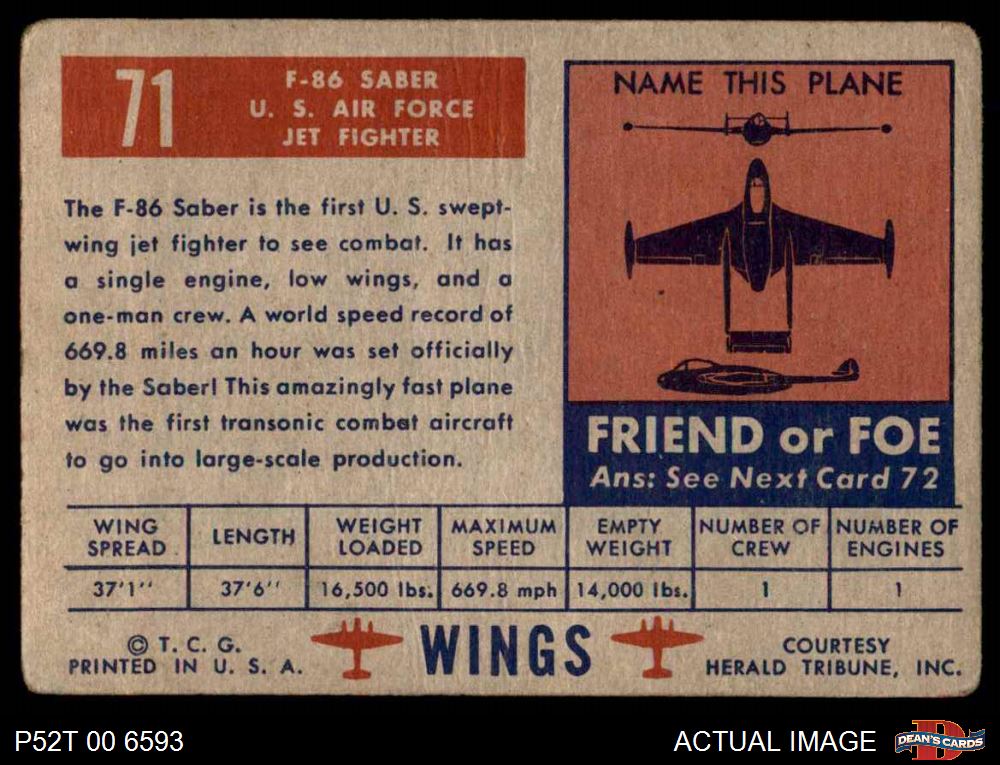 71
F-86 SABER
U. S. AIR FORCE
JET FIGHTER
The F-86 Saber is the first U. S. swept-
wing jet fighter to see combat. It has
a single engine, low wings, and a
one-man crew. A world speed record of
669.8 miles an hour was set officially
by the Saber! This amazingly fast plane
was the first transonic combat aircraft
to go into large-scale production.
NAME THIS PLANE
FRIEND or FOE
Ans: See Next Card 72
WING SPREAD LENGTH WEIGHT LOADED MAXIMUM SPEED EMPTY WEIGHT NUMBER OF CREW NUMBER OF ENGINES
37'1'' 37'6'' 16,500 lbs. 669.8 mph 14,000 lbs. 1 1
© T. C. G.
PRINTED IN U. S. A.
WINGS
COURTESY
HERALD TRIBUNE, INC.
P52T 00 6593
ACTUAL IMAGE
D
DEAN'S CARDS